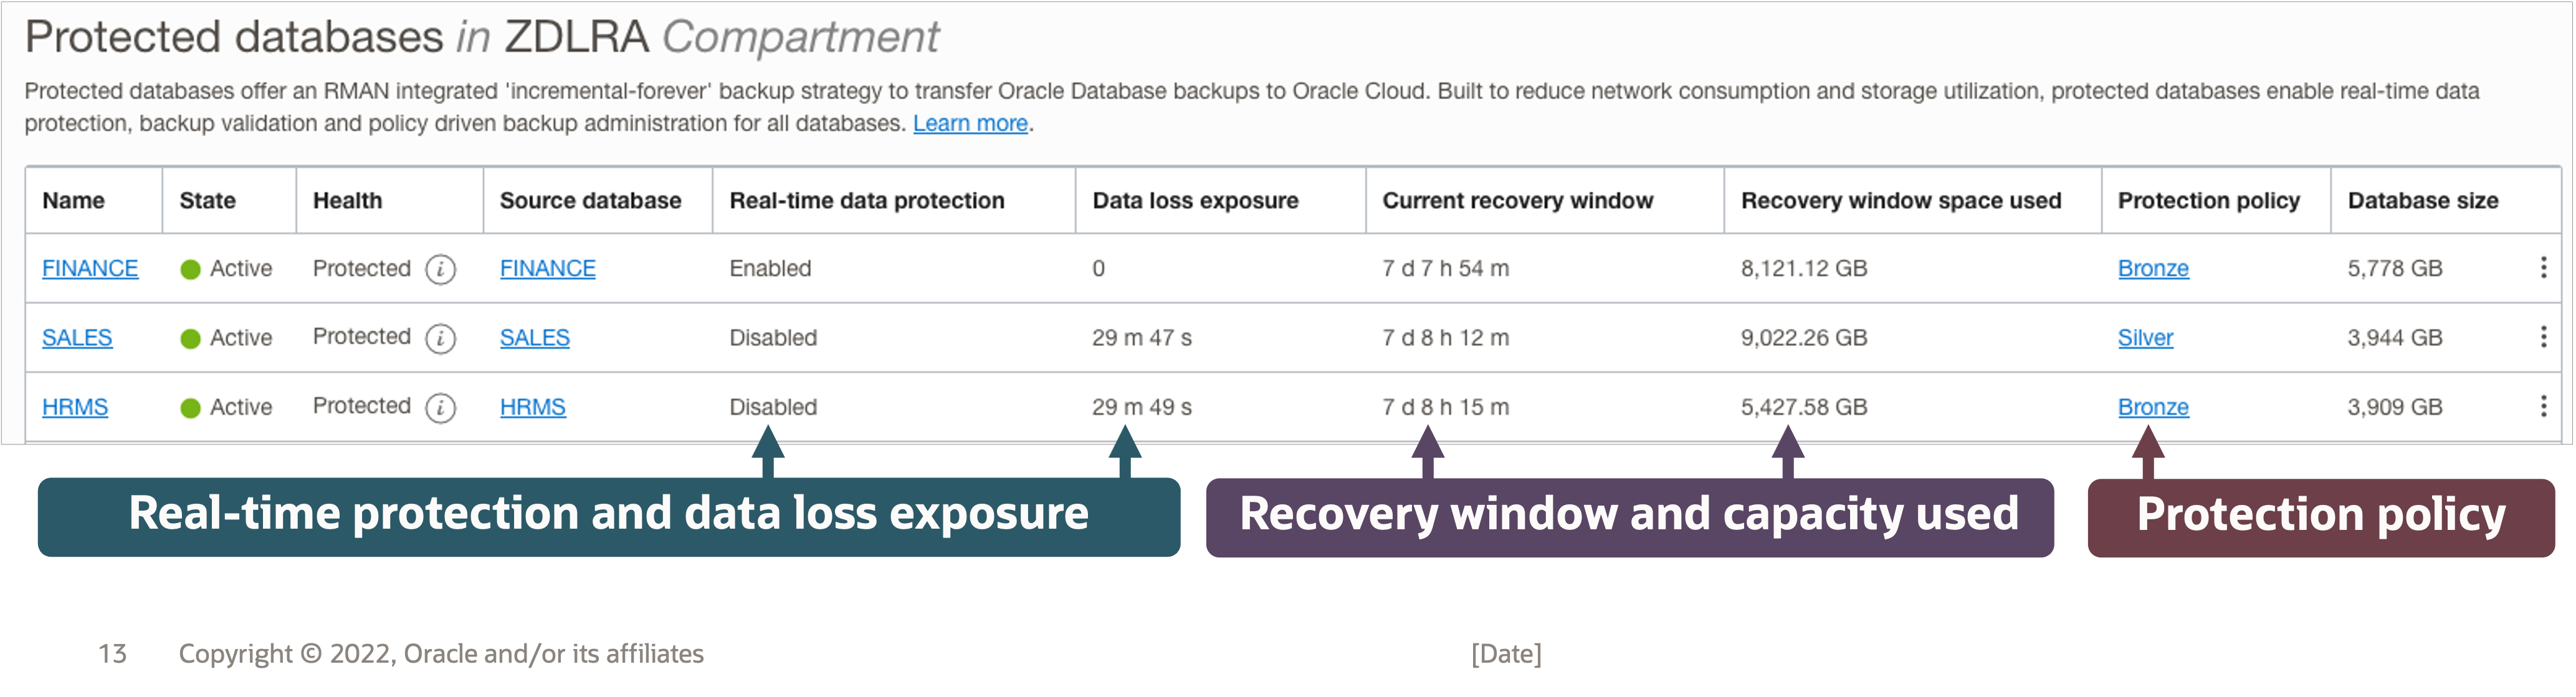 Protected databases in ZDLRA Compartment
Protected databases offer an RMAN integrated 'incremental-forever' backup strategy to transfer Oracle Database backups to Oracle Cloud. Built to reduce network consumption and storage utilization, protected databases enable real-time data
protection, backup validation and policy driven backup administration for all databases. Learn more.
Name State Health Source database Real-time data protection Data loss exposure Current recovery window Recovery window space used Protection policy Database size
FINANCE Active Protected i FINANCE Enabled 0 7 d 7 h 54 m 8,121.12 GB Bronze 5,778 GB
SALES Active Protected i SALES Disabled 29 m 47 s 7 d 8 h 12 m 9,022.26 GB Silver 3,944 GB
HRMS Active Protected i HRMS Disabled 29 m 49 s 7 d 8 h 15 m 5,427.58 GB Bronze 3,909 GB
Real-time protection and data loss exposure Recovery window and capacity used Protection policy
13 Copyright © 2022, Oracle and/or its affiliates [Date]